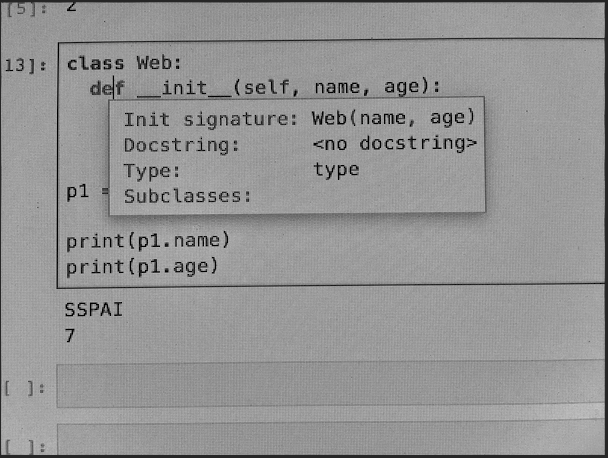 [5]: 2
13]: class Web:
def __init__(self, name, age):
Init signature: Web(name, age)
Docstring: <no docstring>
Type: type
Subclasses:
p1 =
print(p1.name)
print(p1.age)
SSPAI
7
[ ]:
[ ]: